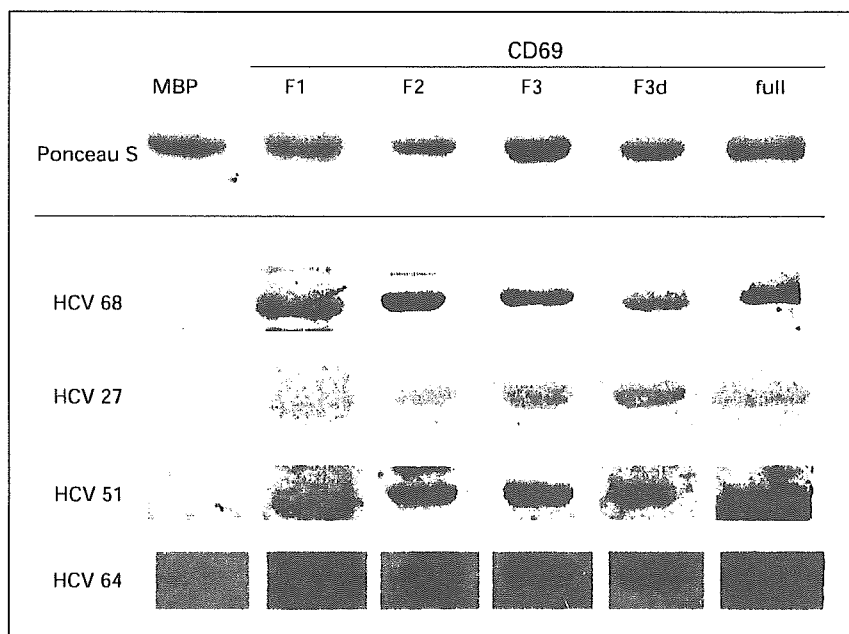 CD69
MBP F1 F2 F3 F3d full
Ponceau S
HCV 68
HCV 27
HCV 51
HCV 64